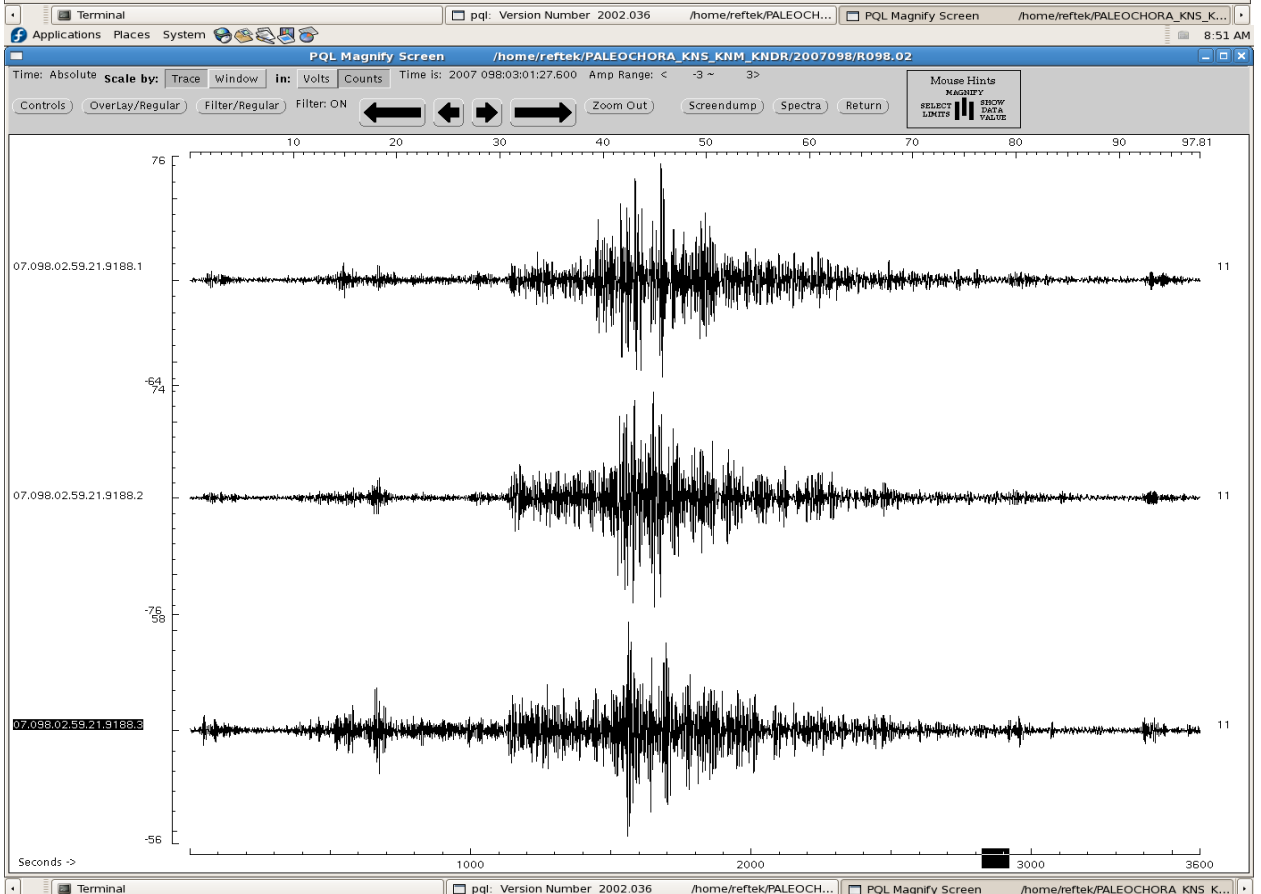 Terminal pql: Version Number 2002.036 /home/reftek/PALEOCH... PQL Magnify Screen /home/reftek/PALEOCHORA_KNS_K...
Applications Places System 8:51 AM
PQL Magnify Screen /home/reftek/PALEOCHORA_KNS_KNM_KNDR/2007098/R098.02
Time: Absolute Scale by: Trace Window in: Volts Counts Time is: 2007 098:03:01:27.600 Amp Range: < -3 ~ 3>
Controls OverLay/Regular Filter/Regular Filter: ON Zoom Out Screendump Spectra Return
Mouse Hints
MAGNIFY
SELECT LIMITS
SHOW DATA VALUE
10 20 30 40 50 60 70 80 90 97.81
76
07.098.02.59.21.9188.1 11
-64
74
07.098.02.59.21.9188.2 11
-76
58
07.098.02.59.21.9188.3 11
-56
Seconds -> 1000 2000 3000 3600
Terminal pql: Version Number 2002.036 /home/reftek/PALEOCH... PQL Magnify Screen /home/reftek/PALEOCHORA_KNS_K...